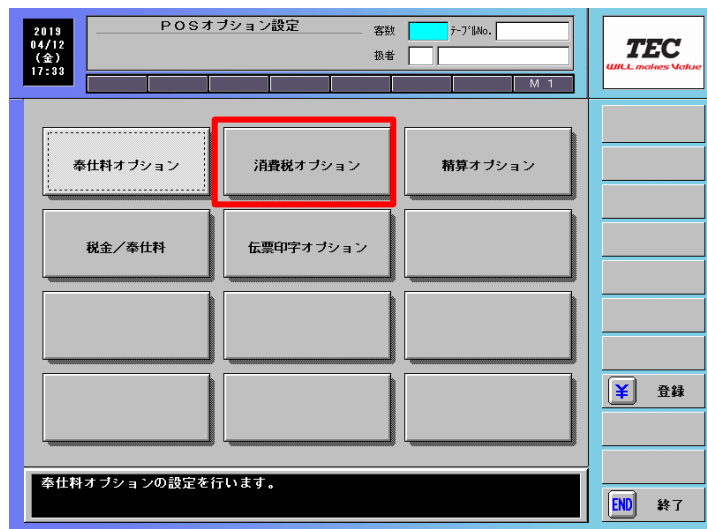 2019
04/12
(金)
17:33
POSオプション設定
客数
テーブルNo.
扱者
M 1
TEC
WILL makes Value
奉仕料オプション
消費税オプション
精算オプション
税金／奉仕料
伝票印字オプション
¥ 登録
奉仕料オプションの設定を行います。
END 終了